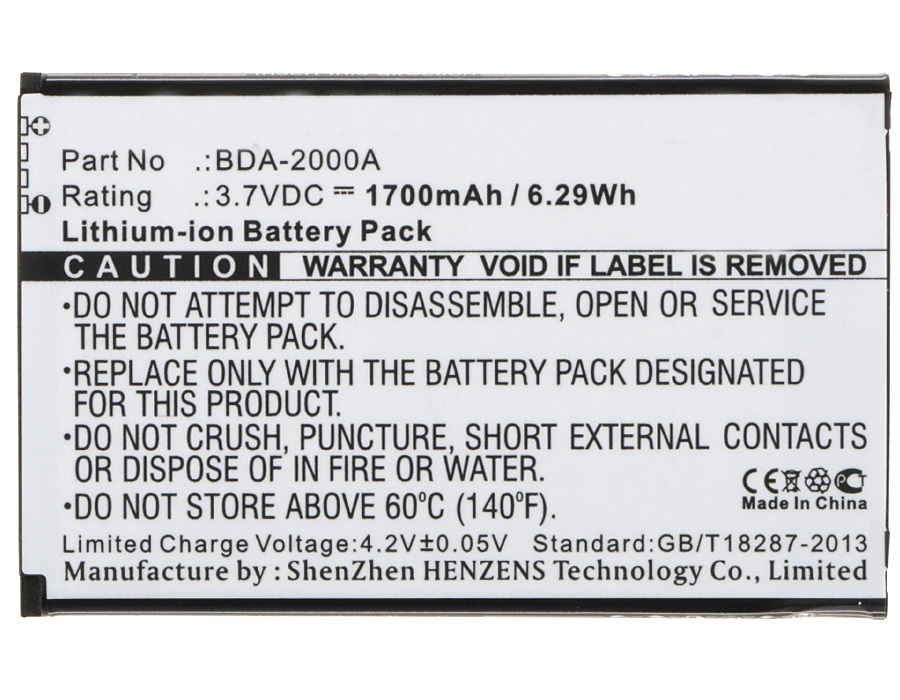 Part No .:BDA-2000A
Rating .:3.7VDC ⎓ 1700mAh / 6.29Wh
Lithium-ion Battery Pack
CAUTION WARRANTY VOID IF LABEL IS REMOVED
•DO NOT ATTEMPT TO DISASSEMBLE, OPEN OR SERVICE
THE BATTERY PACK.
•REPLACE ONLY WITH THE BATTERY PACK DESIGNATED
FOR THIS PRODUCT.
•DO NOT CRUSH, PUNCTURE, SHORT EXTERNAL CONTACTS
OR DISPOSE OF IN FIRE OR WATER.
•DO NOT STORE ABOVE 60°C (140°F).
CE
Made In China
Limited Charge Voltage:4.2V±0.05V Standard:GB/T18287-2013
Manufacture by : ShenZhen HENZENS Technology Co., Limited